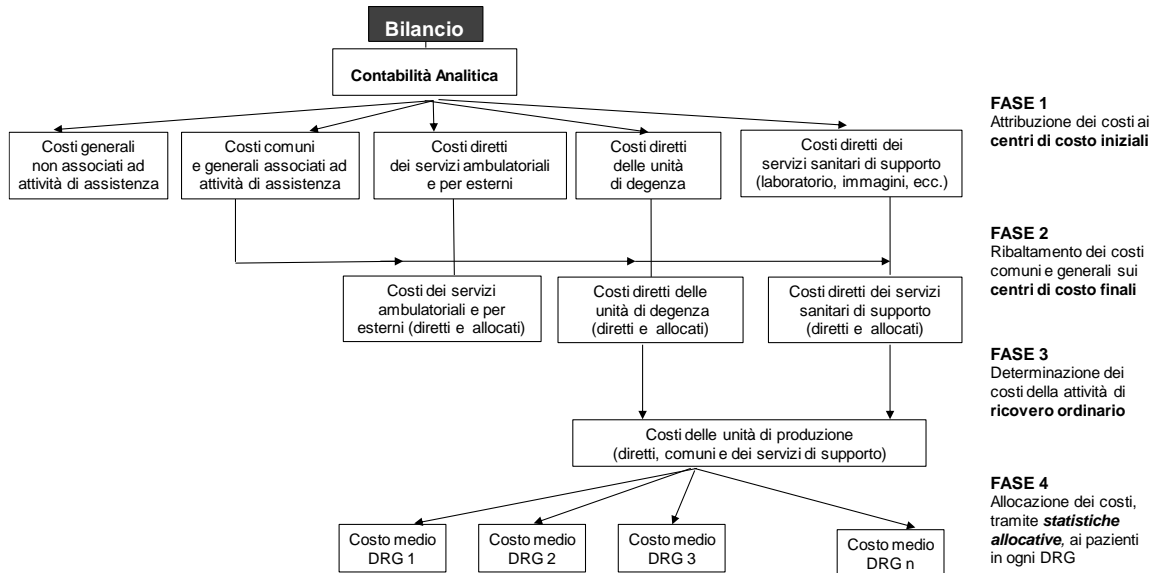 Bilancio
Contabilità Analitica
FASE 1
Attribuzione dei costi ai
centri di costo iniziali
Costi generali
non associati ad
attività di assistenza
Costi comuni
e generali associati ad
attività di assistenza
Costi diretti
dei servizi ambulatoriali
e per esterni
Costi diretti
delle unità
di degenza
Costi diretti dei
servizi sanitari di supporto
(laboratorio, immagini, ecc.)
FASE 2
Ribaltamento dei costi
comuni e generali sui
centri di costo finali
Costi dei servizi
ambulatoriali e per
esterni (diretti e allocati)
Costi diretti delle
unità di degenza
(diretti e allocati)
Costi diretti dei servizi
sanitari di supporto
(diretti e allocati)
FASE 3
Determinazione dei
costi della attività di
ricovero ordinario
Costi delle unità di produzione
(diretti, comuni e dei servizi di supporto)
FASE 4
Allocazione dei costi,
tramite statistiche
allocative, ai pazienti
in ogni DRG
Costo medio
DRG 1
Costo medio
DRG 2
Costo medio
DRG 3
Costo medio
DRG n